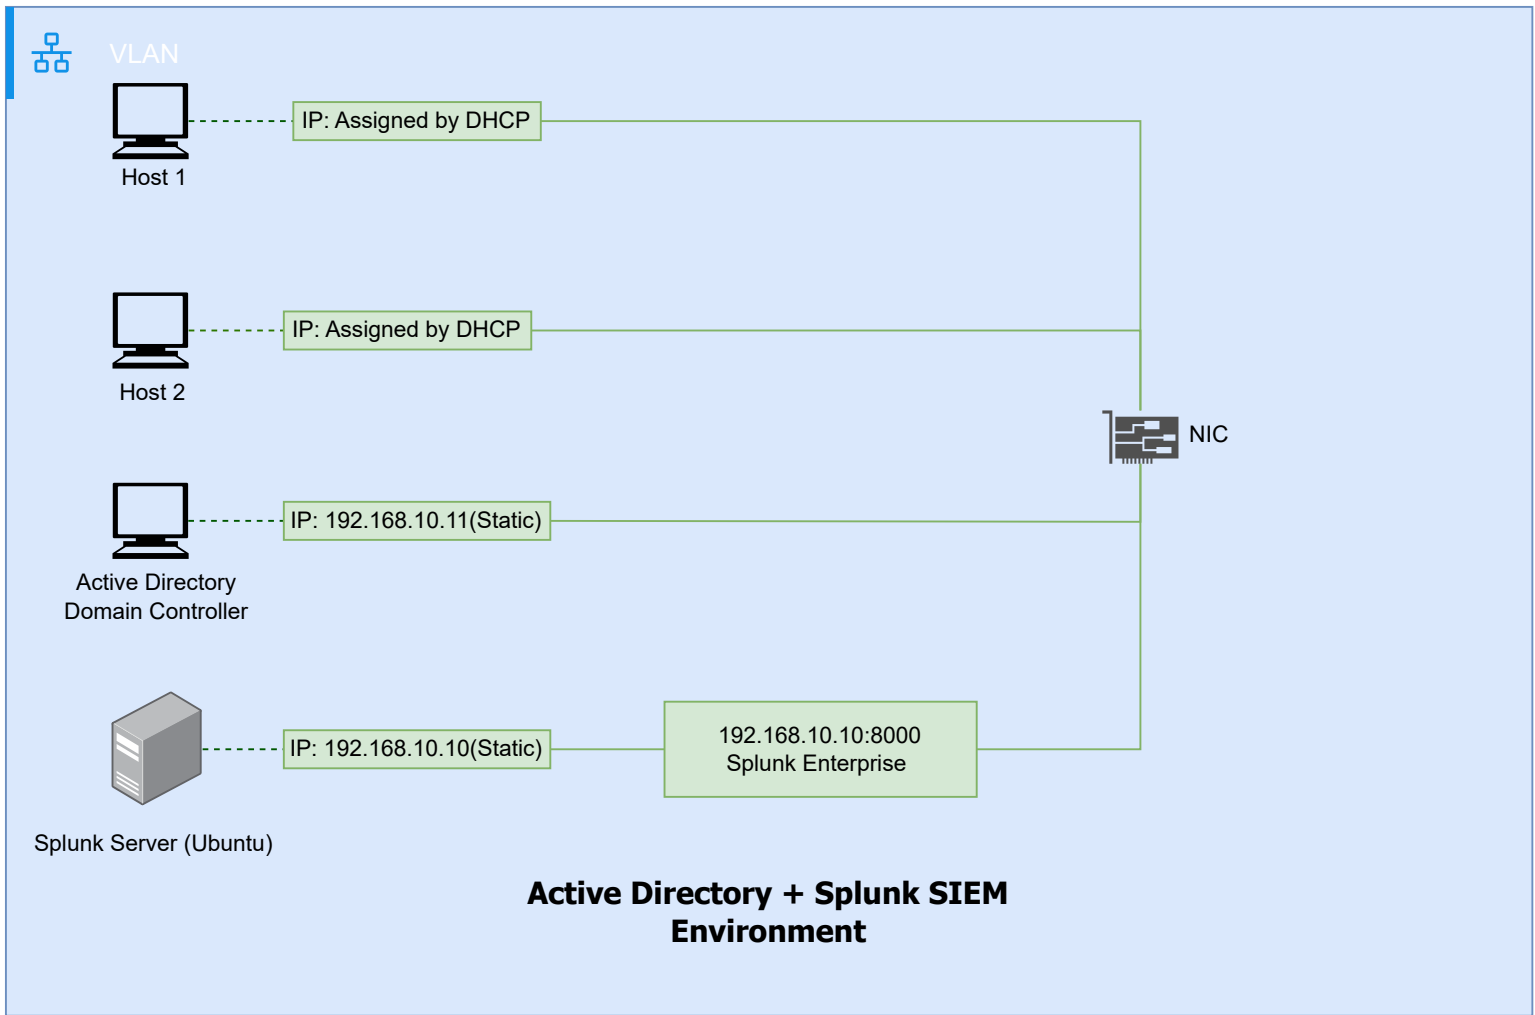 VLAN
IP: Assigned by DHCP
Host 1
IP: Assigned by DHCP
Host 2
NIC
IP: 192.168.10.11(Static)
Active Directory
Domain Controller
IP: 192.168.10.10(Static)
192.168.10.10:8000
Splunk Enterprise
Splunk Server (Ubuntu)
Active Directory + Splunk SIEM
Environment